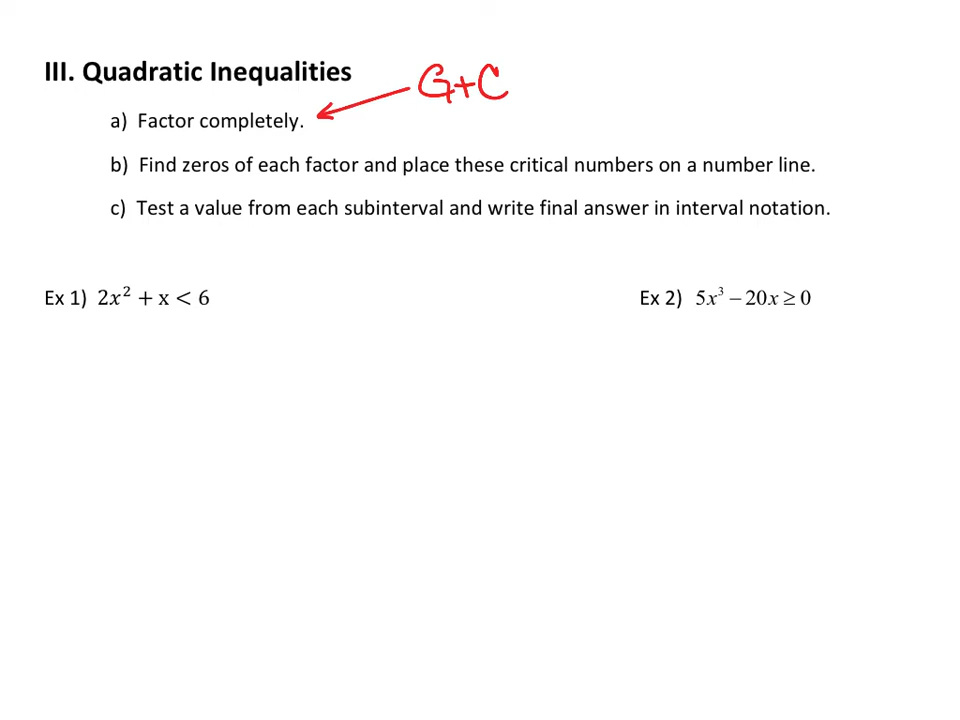 III. Quadratic Inequalities
G+C
a) Factor completely.
b) Find zeros of each factor and place these critical numbers on a number line.
c) Test a value from each subinterval and write final answer in interval notation.
Ex 1) 2x² + x < 6
Ex 2) 5x³ – 20x ≥ 0